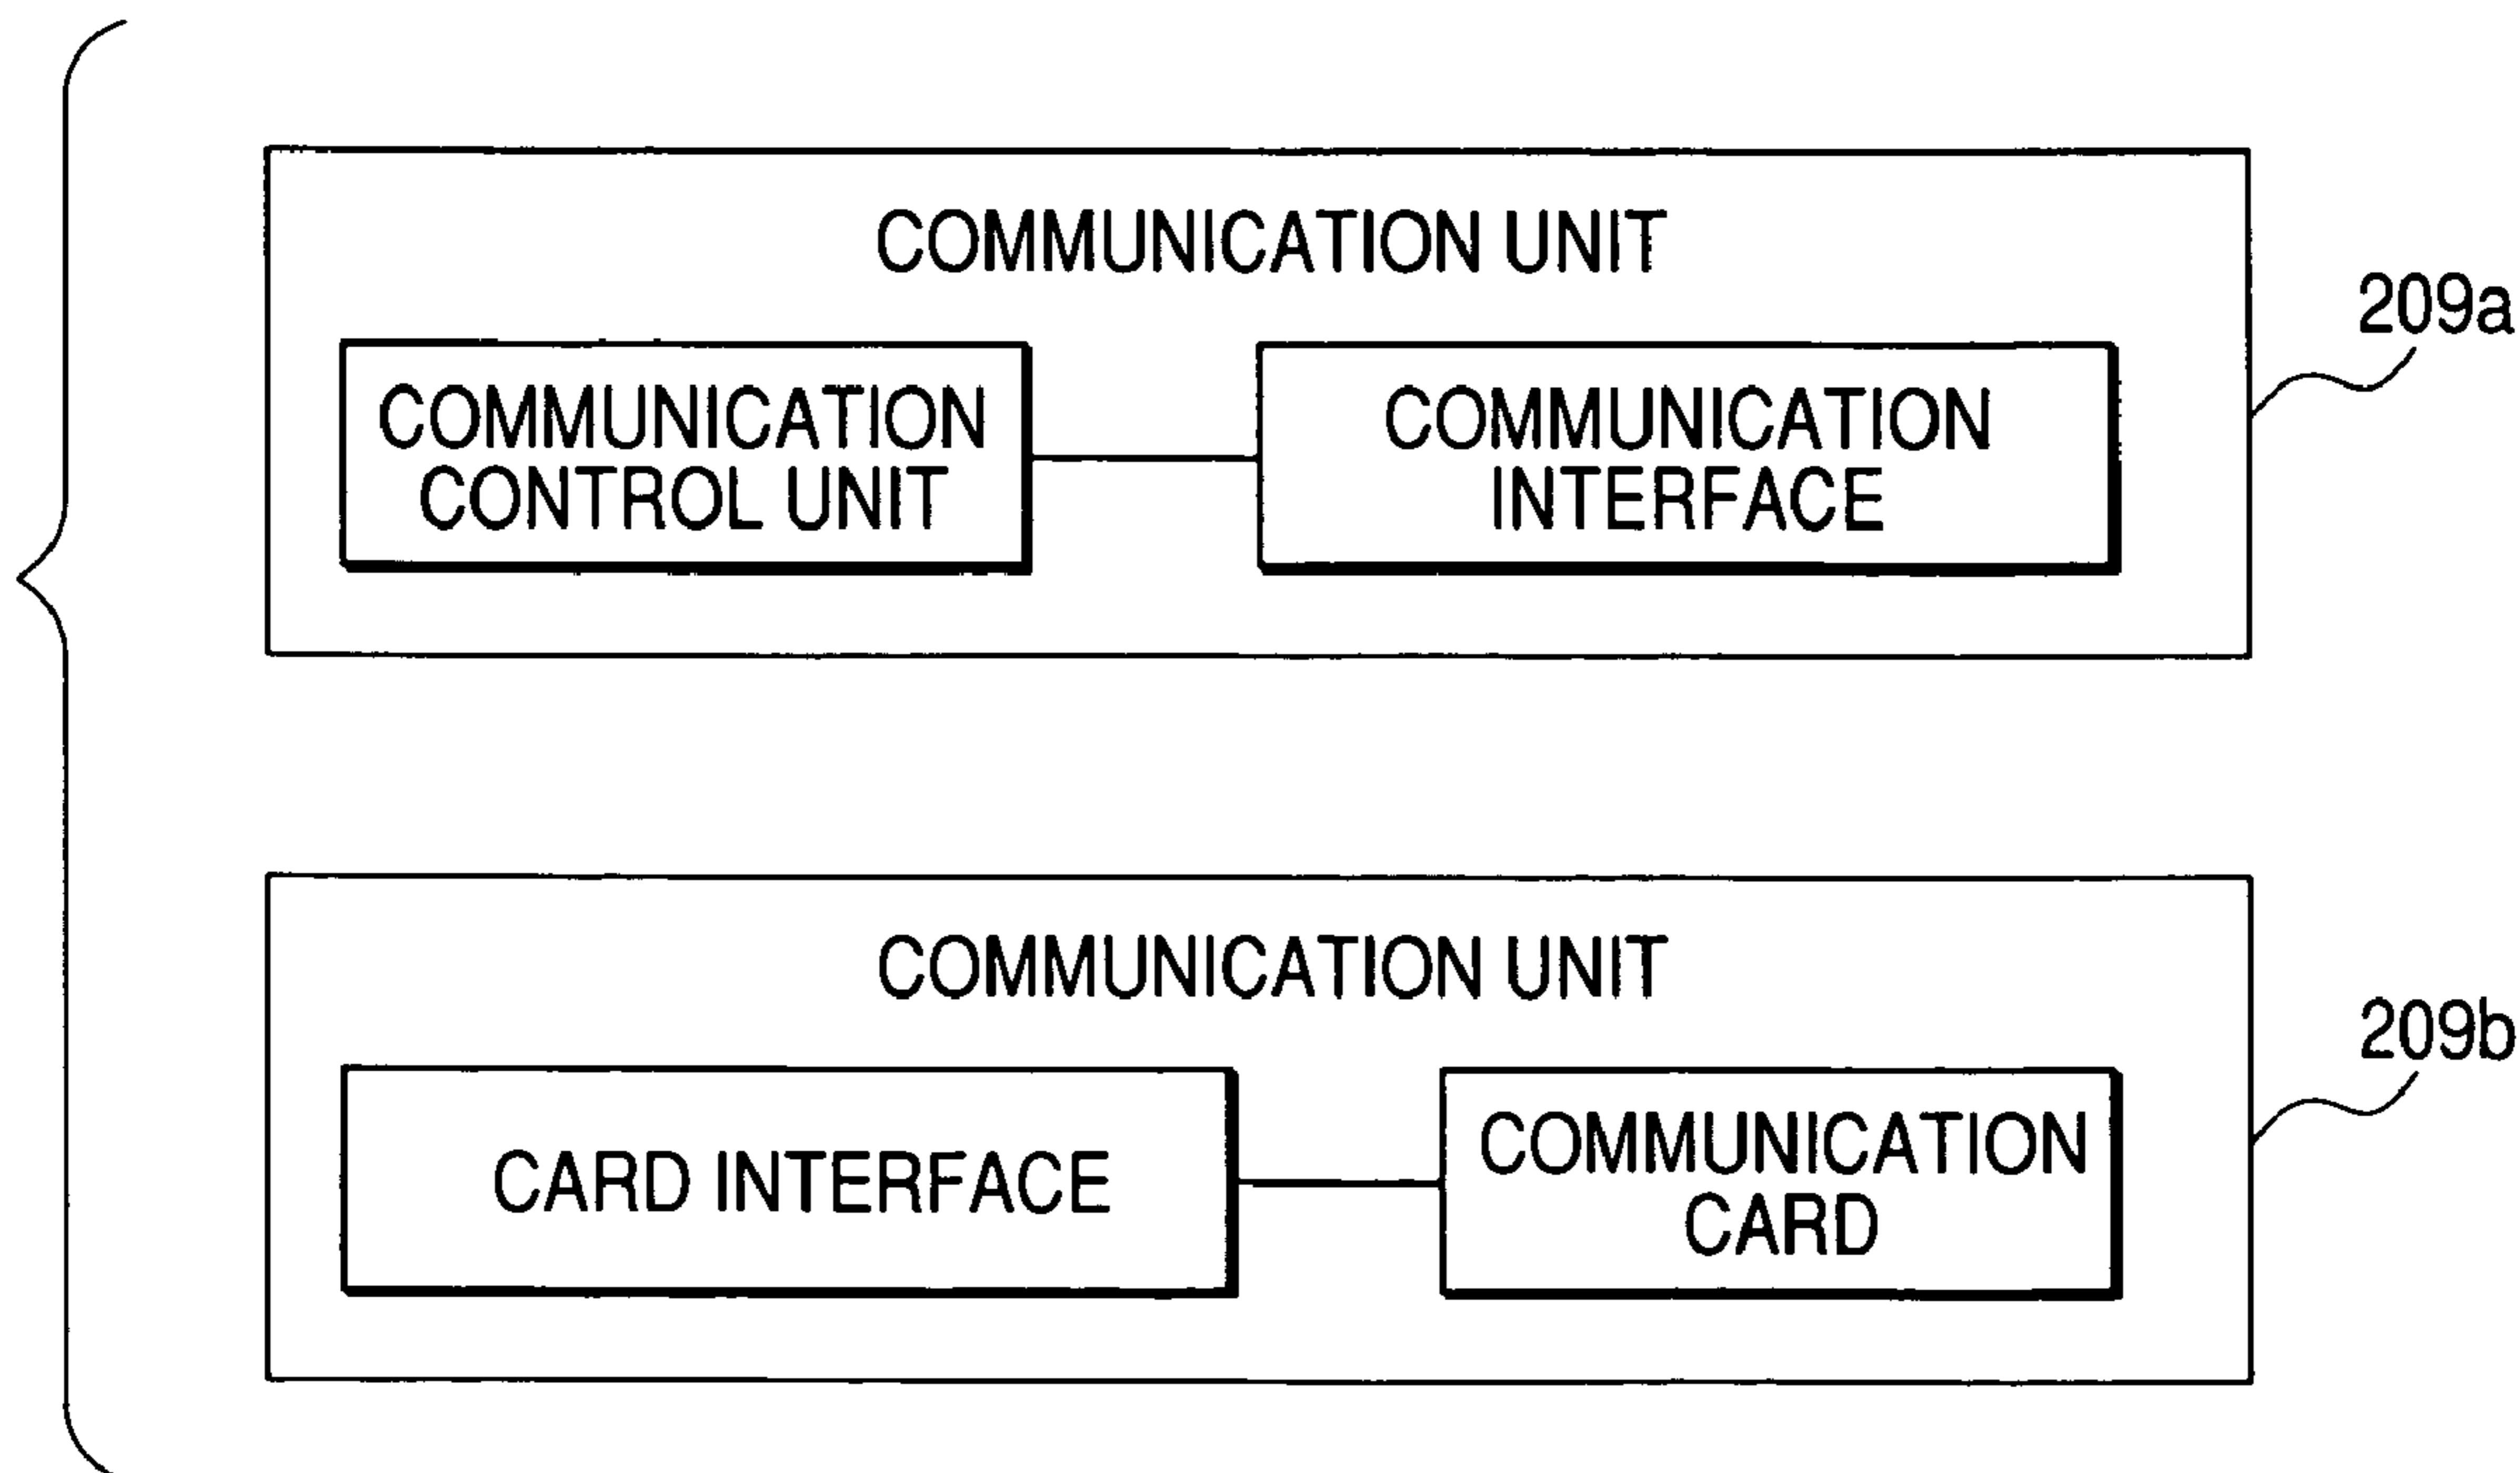 COMMUNICATION UNIT
209a
COMMUNICATION
CONTROL UNIT
COMMUNICATION
INTERFACE
COMMUNICATION UNIT
209b
CARD INTERFACE
COMMUNICATION
CARD